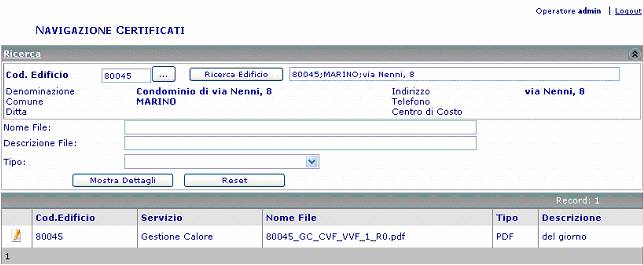 Operatore admin | Logout
NAVIGAZIONE CERTIFICATI
Ricerca
Cod. Edificio 80045 ... Ricerca Edificio 80045;MARINO;via Nenni, 8
Denominazione Condominio di via Nenni, 8 Indirizzo via Nenni, 8
Comune MARINO Telefono
Ditta Centro di Costo
Nome File:
Descrizione File:
Tipo:
Mostra Dettagli Reset
Record: 1
Cod.Edificio Servizio Nome File Tipo Descrizione
80045 Gestione Calore 80045_GC_CVF_VVF_1_R0.pdf PDF del giorno
1